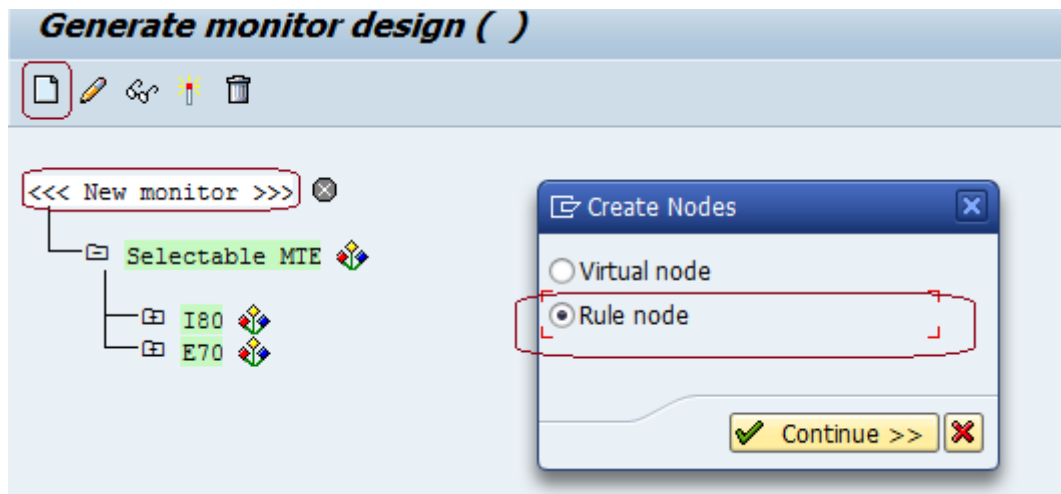 Generate monitor design ( )
<<< New monitor >>>
Selectable MTE
I80
E70
Create Nodes
Virtual node
Rule node
Continue >>